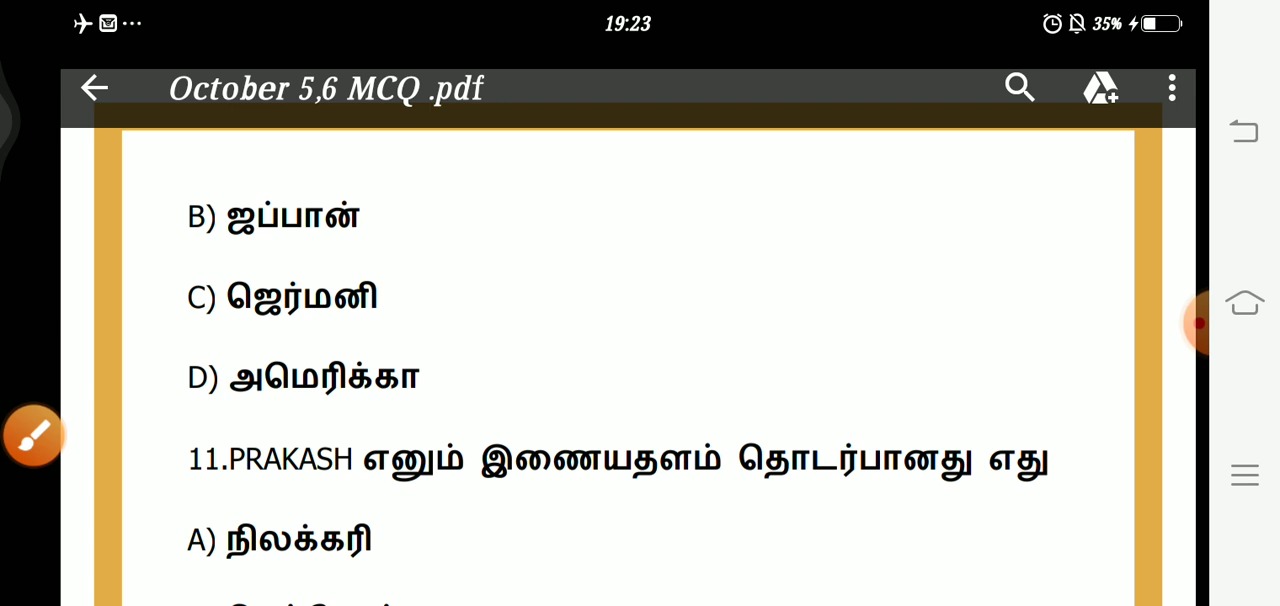 19:23
35%
October 5,6 MCQ .pdf
B) ஜப்பான்
C) ஜெர்மனி
D) அமெரிக்கா
11.PRAKASH எனும் இணையதளம் தொடர்பானது எது
A) நிலக்கரி